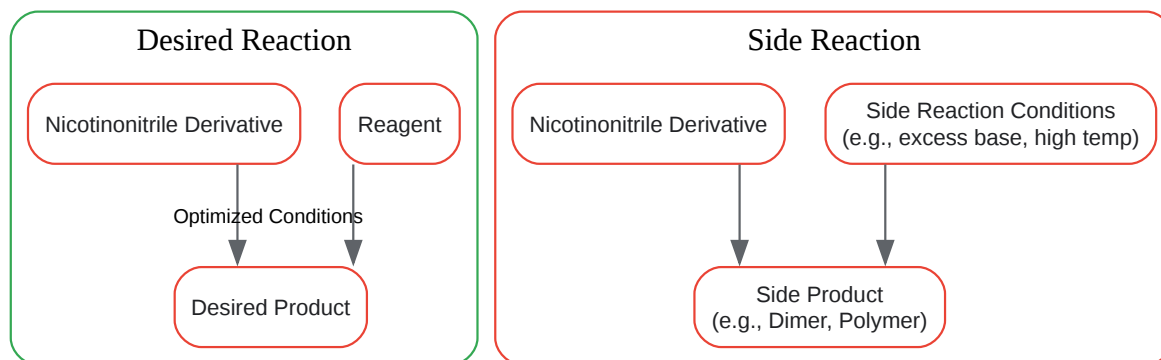 Desired Reaction
Nicotinonitrile Derivative
Reagent
Optimized Conditions
Desired Product
Side Reaction
Nicotinonitrile Derivative
Side Reaction Conditions
(e.g., excess base, high temp)
Side Product
(e.g., Dimer, Polymer)